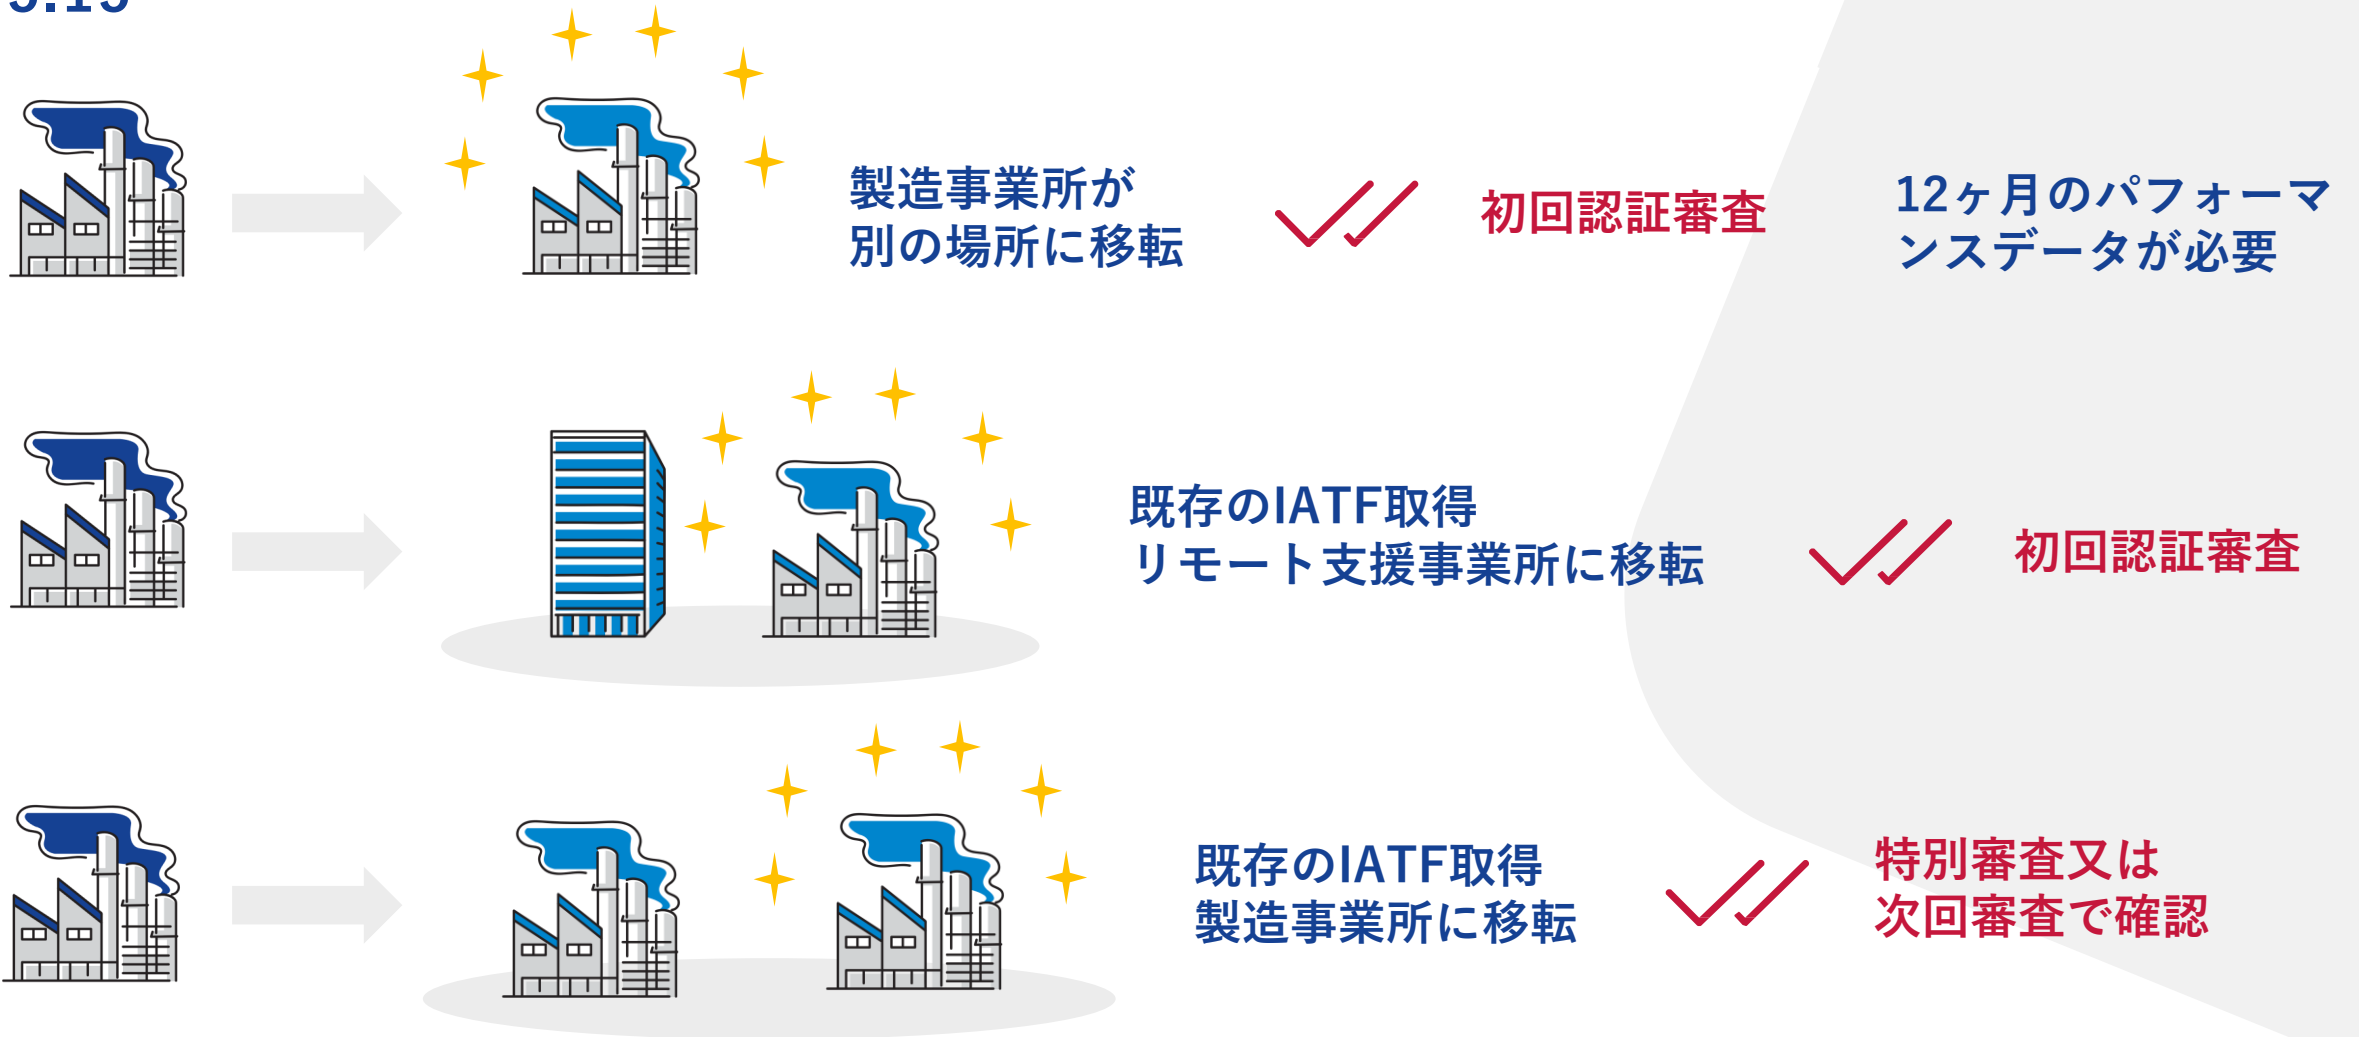 製造事業所が
別の場所に移転
初回認証審査
12ヶ月のパフォーマ
ンスデータが必要
既存のIATF取得
リモート支援事業所に移転
初回認証審査
既存のIATF取得
製造事業所に移転
特別審査又は
次回審査で確認